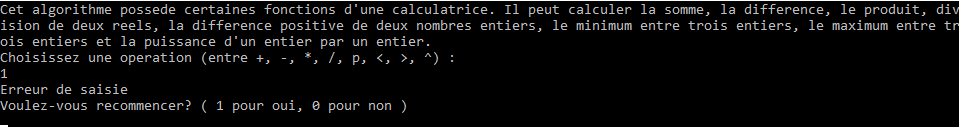 Cet algorithme possede certaines fonctions d'une calculatrice. Il peut calculer la somme, la difference, le produit, div
ision de deux reels, la difference positive de deux nombres entiers, le minimum entre trois entiers, le maximum entre tr
ois entiers et la puissance d'un entier par un entier.
Choisissez une operation (entre +, -, *, /, p, <, >, ^) :
1
Erreur de saisie
Voulez-vous recommencer? ( 1 pour oui, 0 pour non )